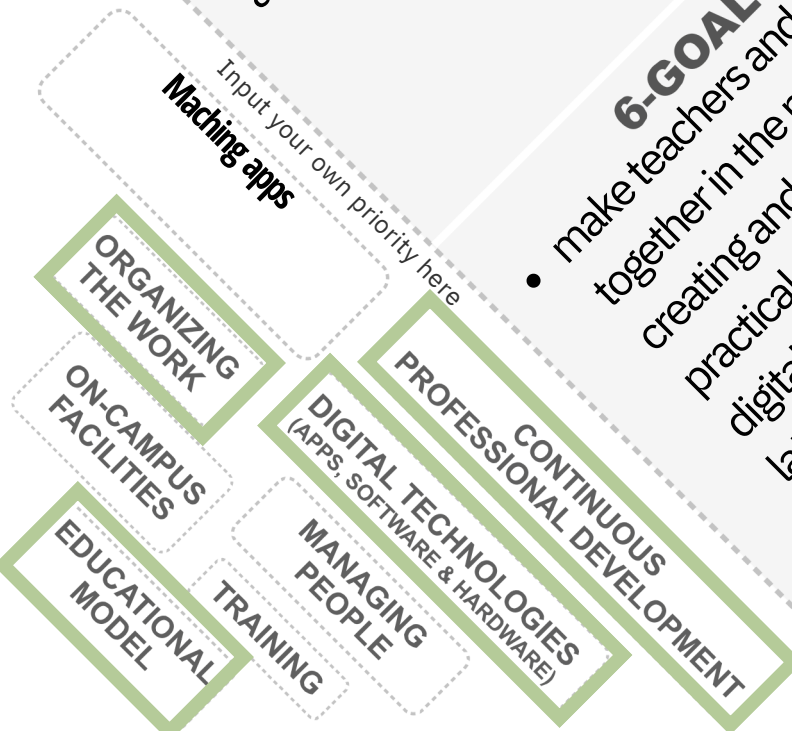 Input your own priority here
Maching apps
ORGANIZING
THE WORK
ON-CAMPUS
FACILITIES
EDUCATIONAL
MODEL
TRAINING
MANAGING
PEOPLE
DIGITAL TECHNOLOGIES
(APPS, SOFTWARE & HARDWARE)
CONTINUOUS
PROFESSIONAL DEVELOPMENT
6-GOAL
• make teachers and
together in the
creating and
practical
digital